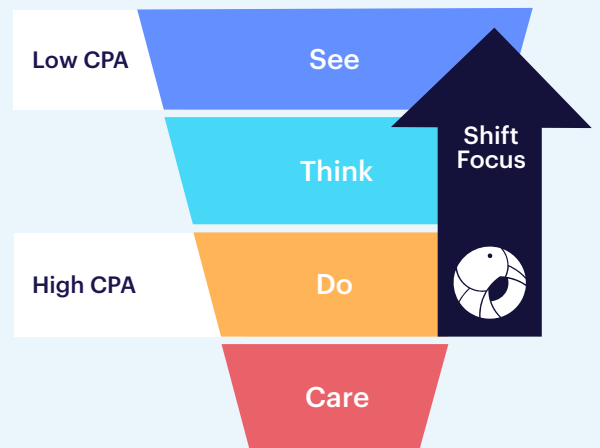 Low CPA
See
Think
Shift
Focus
High CPA
Do
Care